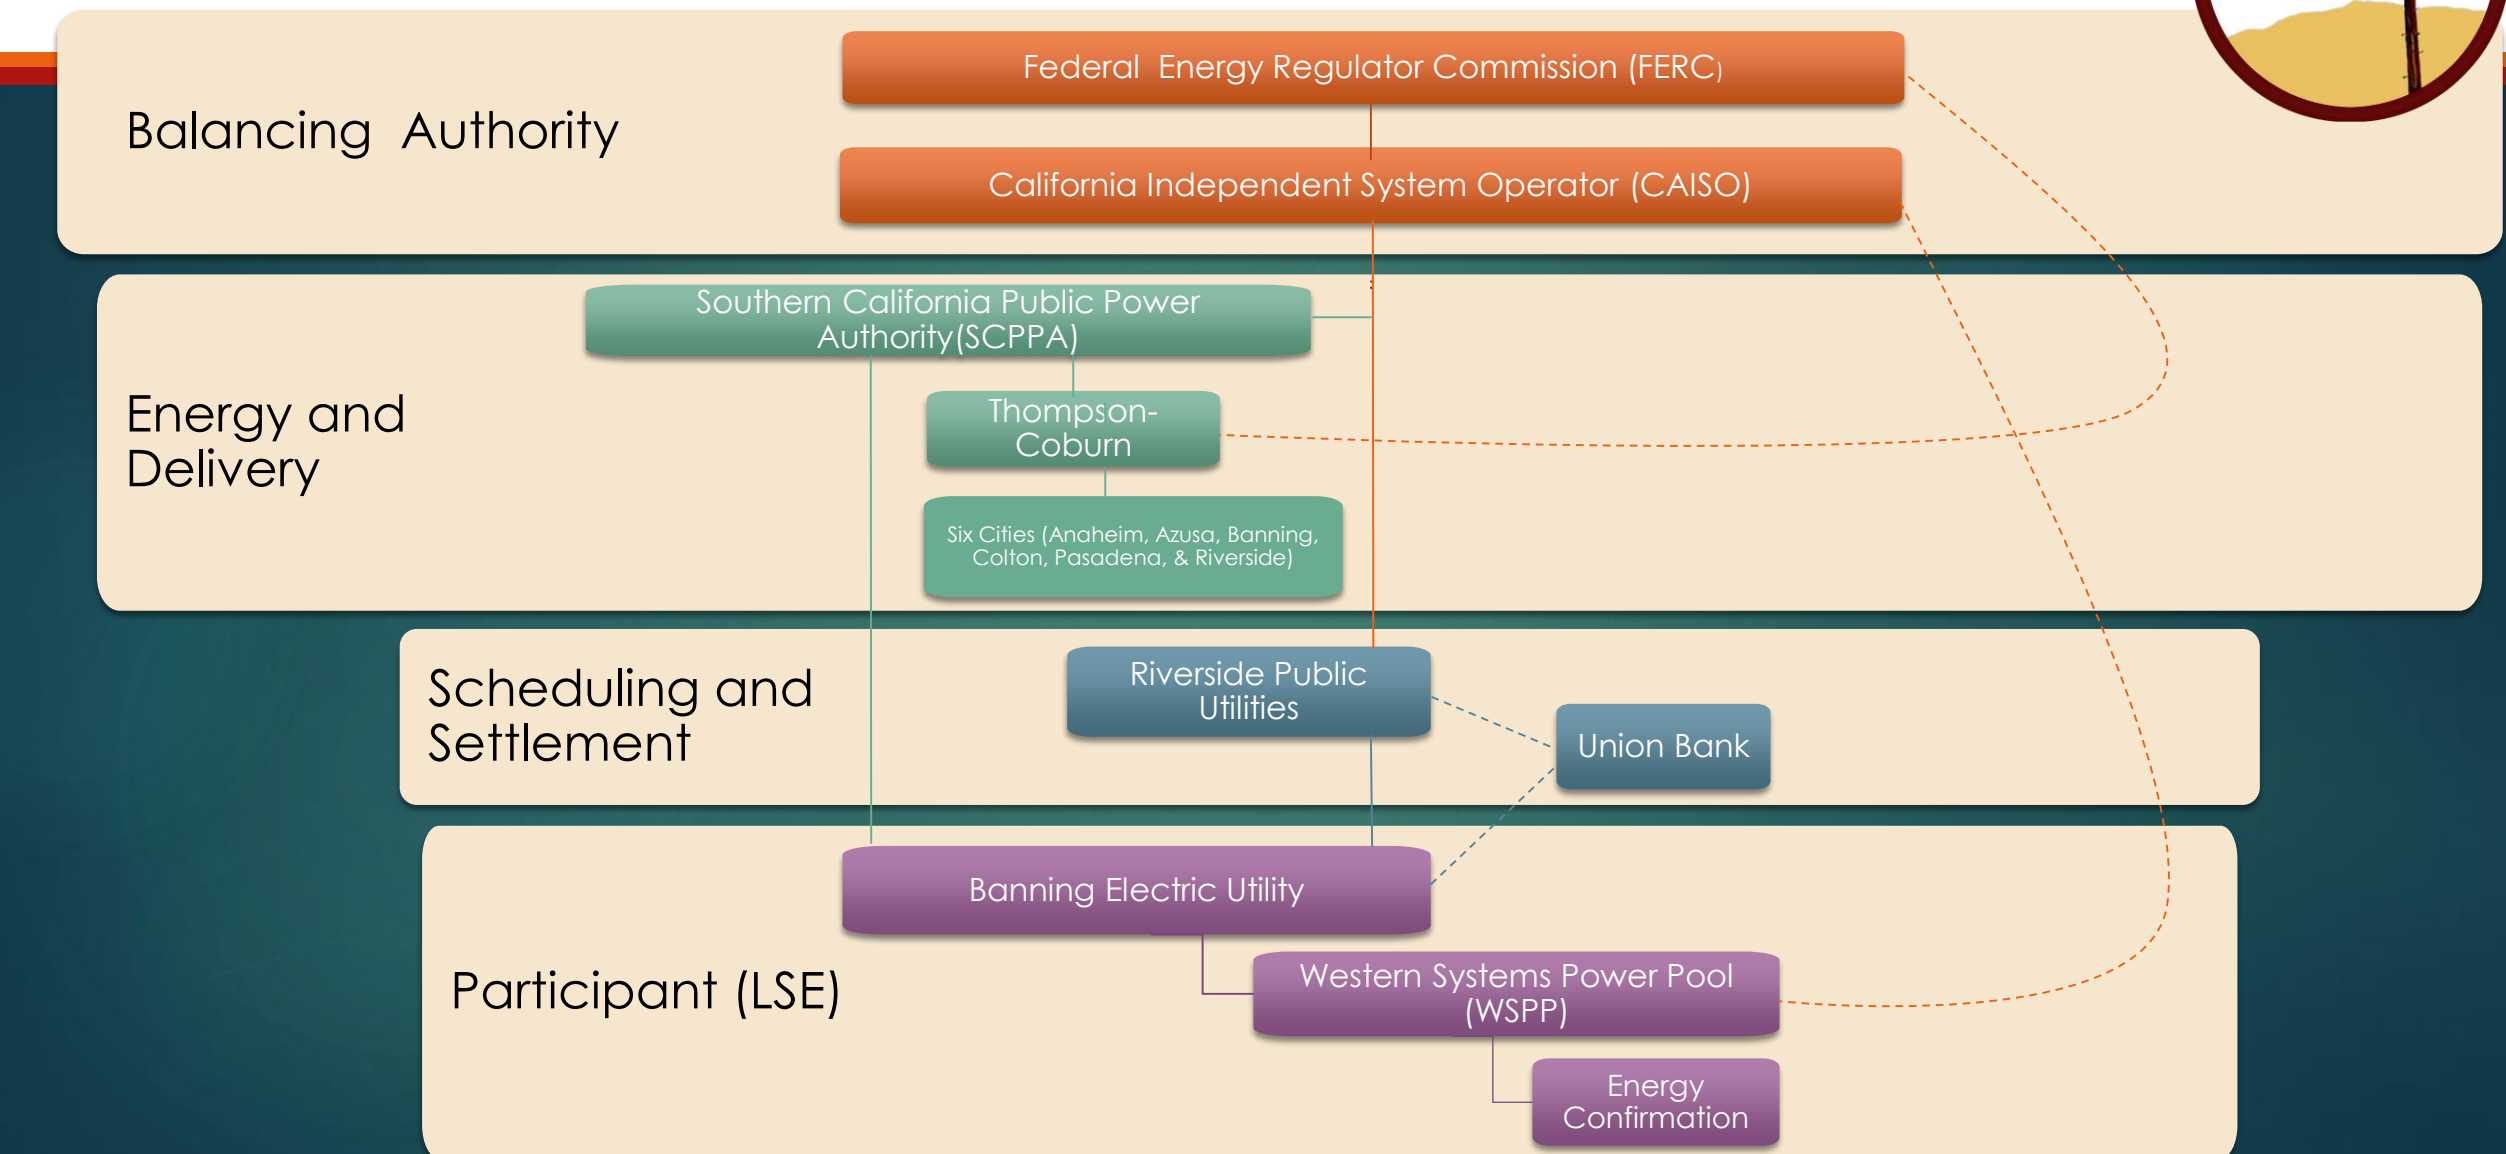 Balancing  Authority
Federal  Energy Regulator Commission (FERC)
California Independent System Operator (CAISO)
Energy and
Delivery
Southern California Public Power
Authority(SCPPA)
Thompson-
Coburn
Six Cities (Anaheim, Azusa, Banning,
Colton, Pasadena, & Riverside)
Scheduling and
Settlement
Riverside Public
Utilities
Union Bank
Participant (LSE)
Banning Electric Utility
Western Systems Power Pool
(WSPP)
Energy
Confirmation